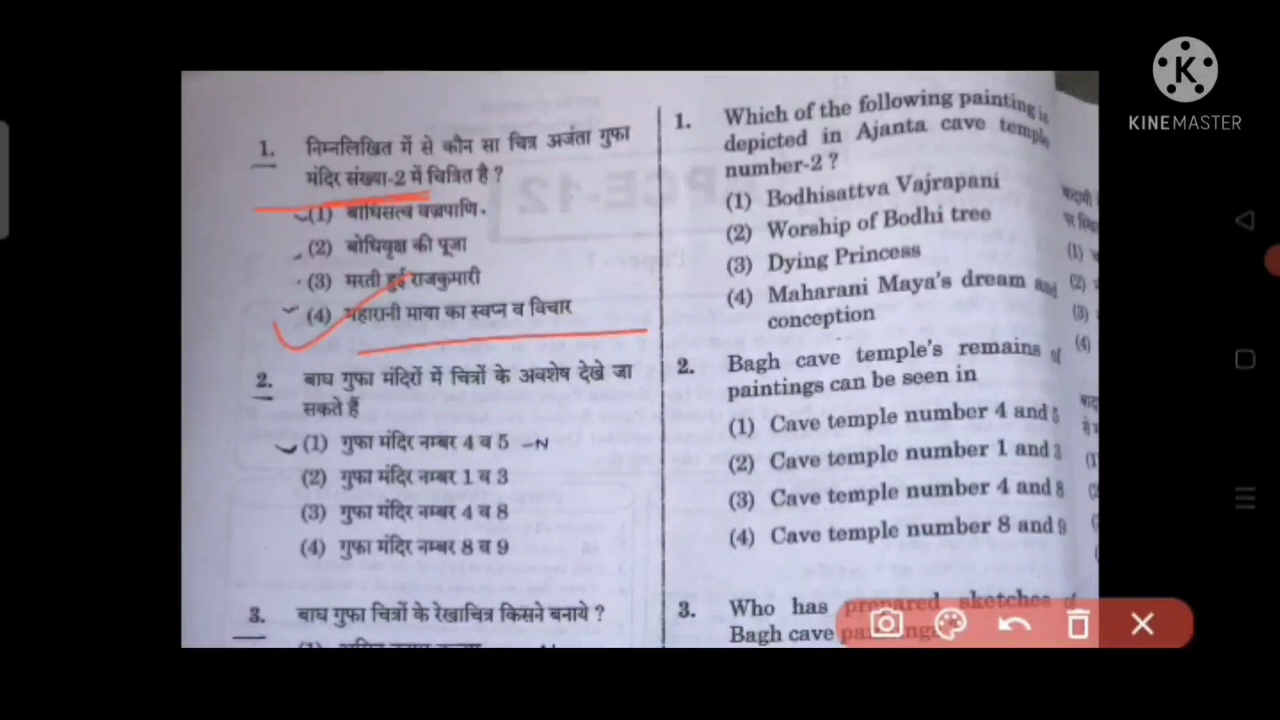 KINEMASTER
1. निम्नलिखित में से कौन सा चित्र अजंता गुफा
मंदिर संख्या-2 में चित्रित है ?
(1) बोधिसत्व वज्रपाणि
(2) बोधिवृक्ष की पूजा
(3) मरती हुई राजकुमारी
(4) महारानी माया का स्वप्न व विचार
2. बाघ गुफा मंदिरों में चित्रों के अवशेष देखे जा
सकते हैं
(1) गुफा मंदिर नम्बर 4 व 5 -N
(2) गुफा मंदिर नम्बर 1 व 3
(3) गुफा मंदिर नम्बर 4 व 8
(4) गुफा मंदिर नम्बर 8 व 9
3. बाघ गुफा चित्रों के रेखाचित्र किसने बनाये ?
1. Which of the following painting is
depicted in Ajanta cave temple
number-2 ?
(1) Bodhisattva Vajrapani
(2) Worship of Bodhi tree
(3) Dying Princess
(4) Maharani Maya's dream and
conception
2. Bagh cave temple's remains of
paintings can be seen in
(1) Cave temple number 4 and 5
(2) Cave temple number 1 and 3
(3) Cave temple number 4 and 8
(4) Cave temple number 8 and 9
3. Who has prepared sketches of
Bagh cave paintings
(1)
(2)
(3)
(4)